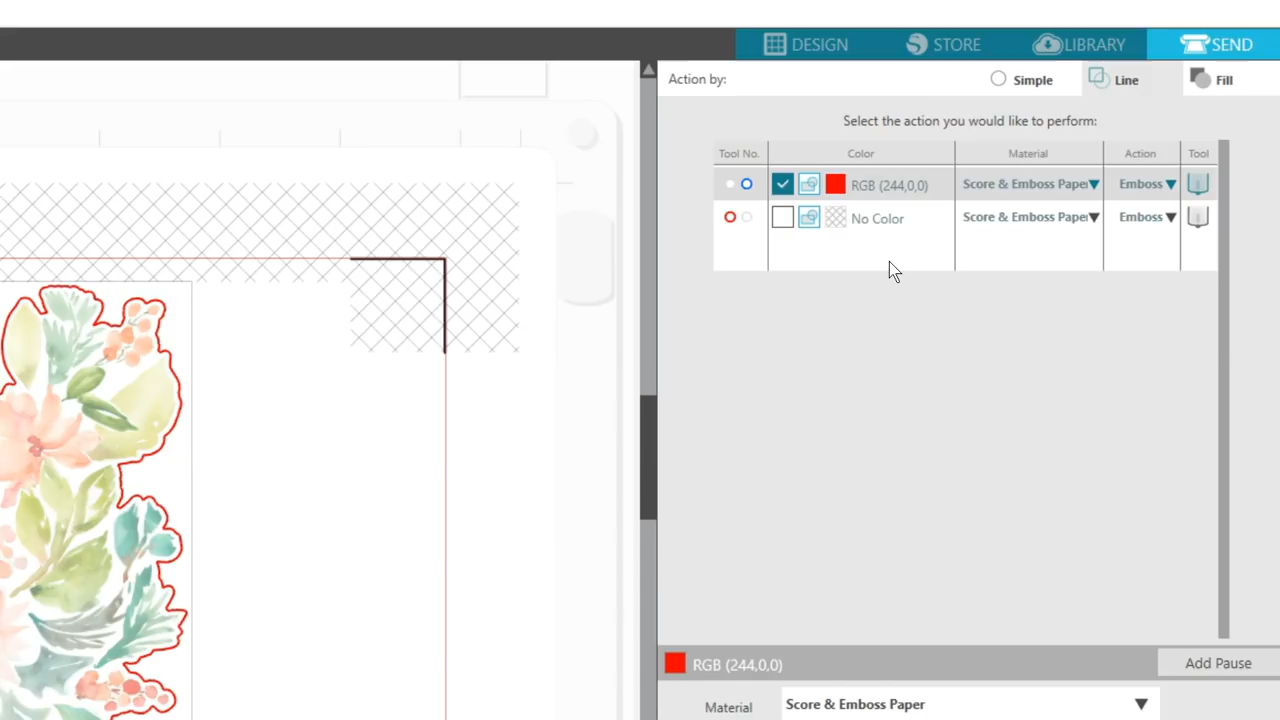 DESIGN STORE LIBRARY SEND
Action by: Simple Line Fill
Select the action you would like to perform:
Tool No. Color Material Action Tool
RGB (244,0,0) Score & Emboss Paper Emboss
No Color Score & Emboss Paper Emboss
RGB (244,0,0) Add Pause
Material Score & Emboss Paper